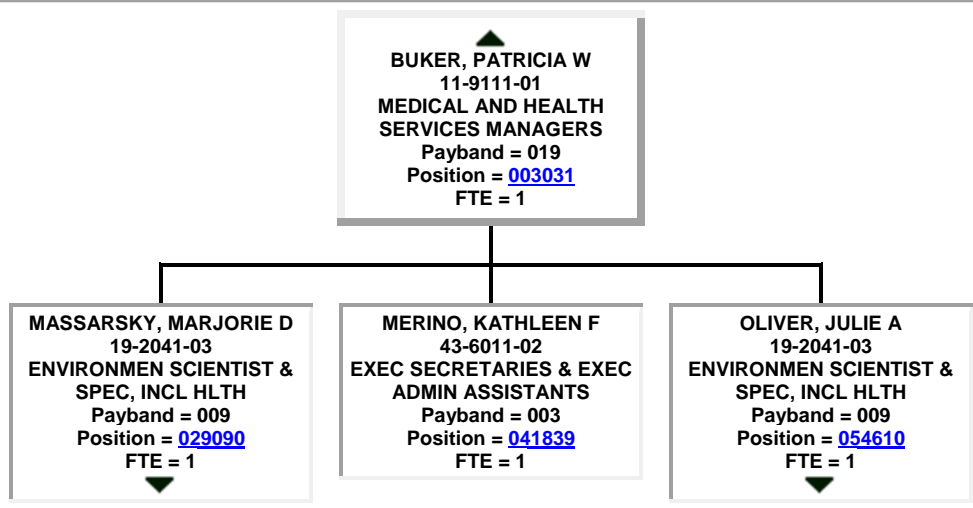 BUKER, PATRICIA W
11-9111-01
MEDICAL AND HEALTH
SERVICES MANAGERS
Payband = 019
Position = 003031
FTE = 1
MASSARSKY, MARJORIE D
19-2041-03
ENVIRONMEN SCIENTIST &
SPEC, INCL HLTH
Payband = 009
Position = 029090
FTE = 1
MERINO, KATHLEEN F
43-6011-02
EXEC SECRETARIES & EXEC
ADMIN ASSISTANTS
Payband = 003
Position = 041839
FTE = 1
OLIVER, JULIE A
19-2041-03
ENVIRONMEN SCIENTIST &
SPEC, INCL HLTH
Payband = 009
Position = 054610
FTE = 1